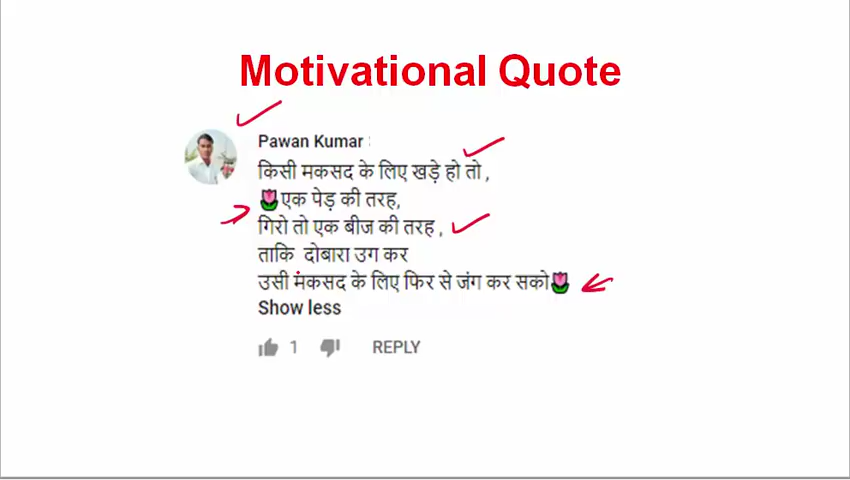 Motivational Quote
Pawan Kumar
किसी मकसद के लिए खड़े हो तो ,
🌷एक पेड़ की तरह,
गिरो तो एक बीज की तरह ,
ताकि दोबारा उग कर
उसी मकसद के लिए फिर से जंग कर सको🌷
Show less
1 REPLY